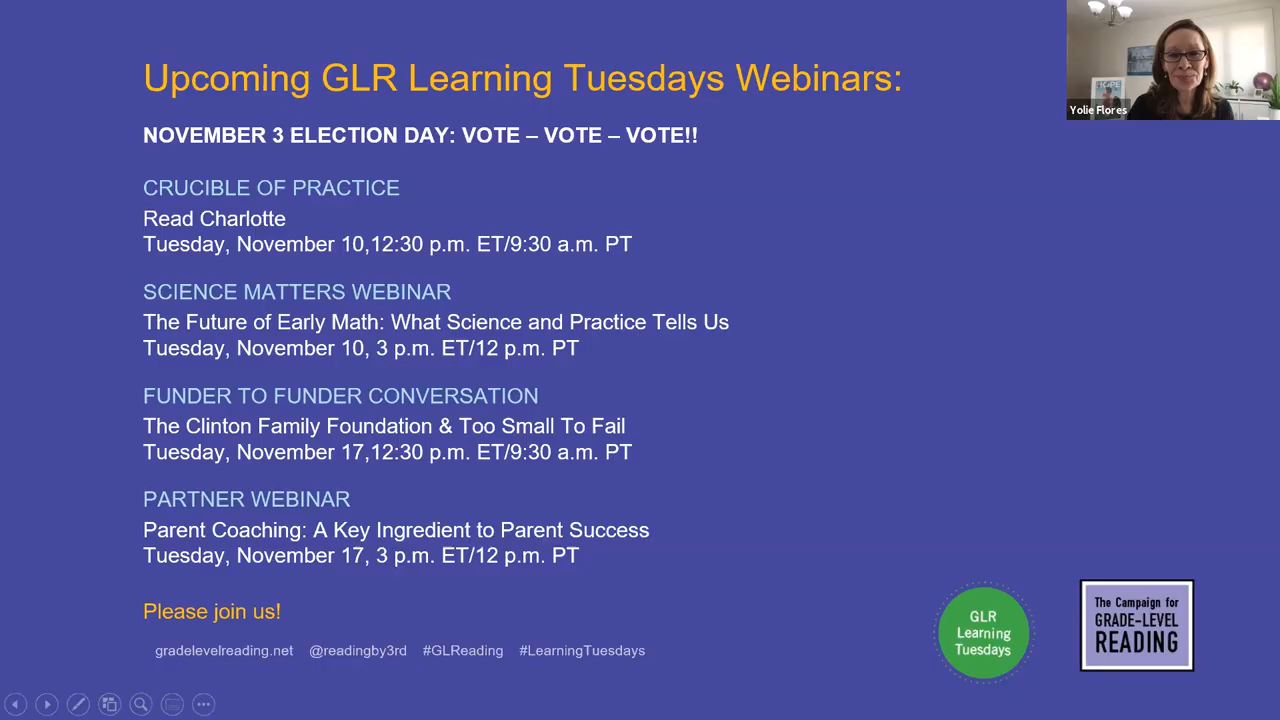 Upcoming GLR Learning Tuesdays Webinars:
NOVEMBER 3 ELECTION DAY: VOTE – VOTE – VOTE!!
CRUCIBLE OF PRACTICE
Read Charlotte
Tuesday, November 10,12:30 p.m. ET/9:30 a.m. PT
SCIENCE MATTERS WEBINAR
The Future of Early Math: What Science and Practice Tells Us
Tuesday, November 10, 3 p.m. ET/12 p.m. PT
FUNDER TO FUNDER CONVERSATION
The Clinton Family Foundation & Too Small To Fail
Tuesday, November 17,12:30 p.m. ET/9:30 a.m. PT
PARTNER WEBINAR
Parent Coaching: A Key Ingredient to Parent Success
Tuesday, November 17, 3 p.m. ET/12 p.m. PT
Please join us!
gradelevelreading.net @readingby3rd #GLReading #LearningTuesdays
GLR
Learning
Tuesdays
The Campaign for
GRADE-LEVEL
READING
HOPE
Yolie Flores